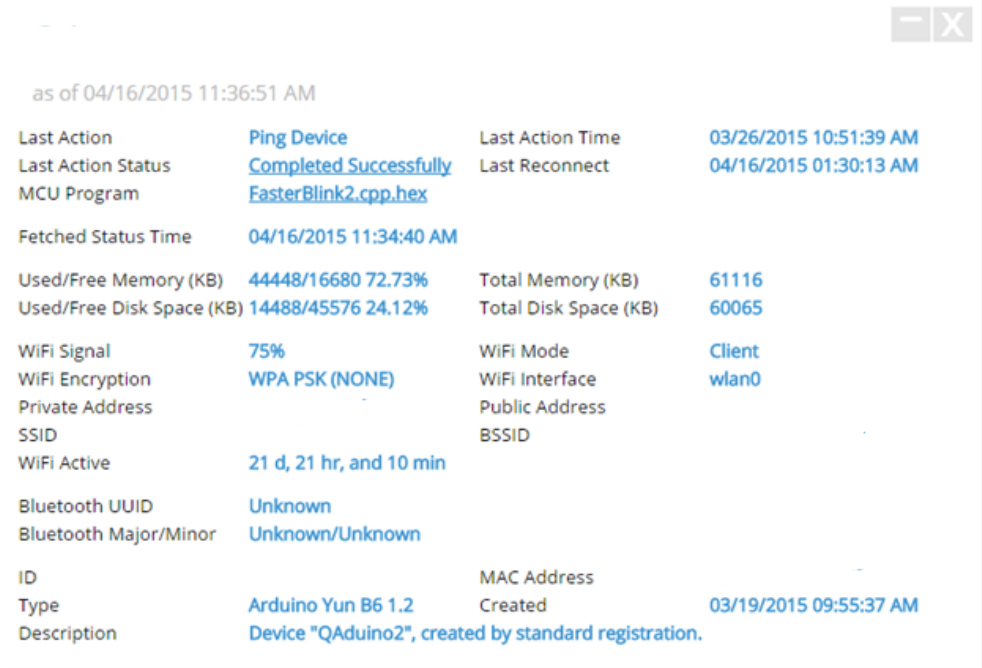 as of 04/16/2015 11:36:51 AM
Last Action Ping Device Last Action Time 03/26/2015 10:51:39 AM
Last Action Status Completed Successfully Last Reconnect 04/16/2015 01:30:13 AM
MCU Program FasterBlink2.cpp.hex
Fetched Status Time 04/16/2015 11:34:40 AM
Used/Free Memory (KB) 44448/16680 72.73% Total Memory (KB) 61116
Used/Free Disk Space (KB) 14488/45576 24.12% Total Disk Space (KB) 60065
WiFi Signal 75% WiFi Mode Client
WiFi Encryption WPA PSK (NONE) WiFi Interface wlan0
Private Address Public Address
SSID BSSID
WiFi Active 21 d, 21 hr, and 10 min
Bluetooth UUID Unknown
Bluetooth Major/Minor Unknown/Unknown
ID MAC Address
Type Arduino Yun B6 1.2 Created 03/19/2015 09:55:37 AM
Description Device "QAduino2", created by standard registration.